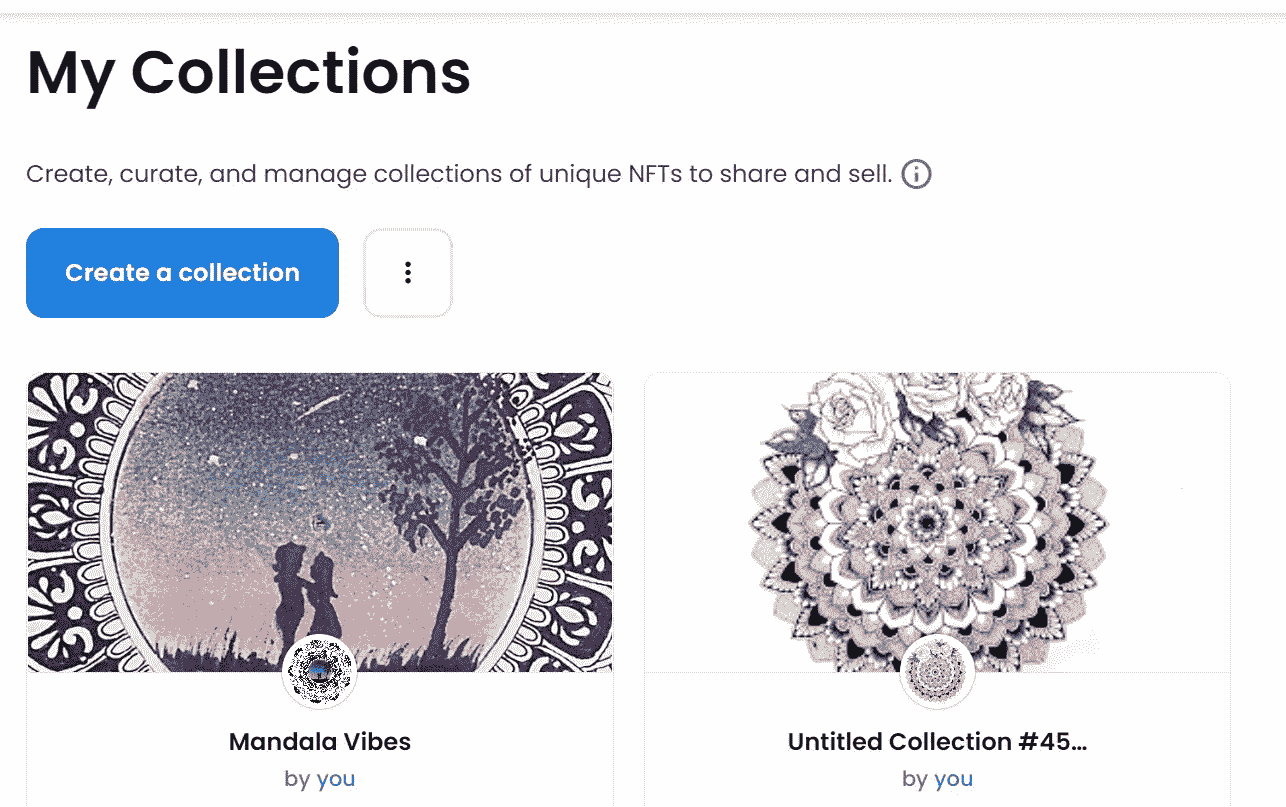 My Collections
Create, curate, and manage collections of unique NFTs to share and sell.
Create a collection
Mandala Vibes
by you
Untitled Collection #45...
by you